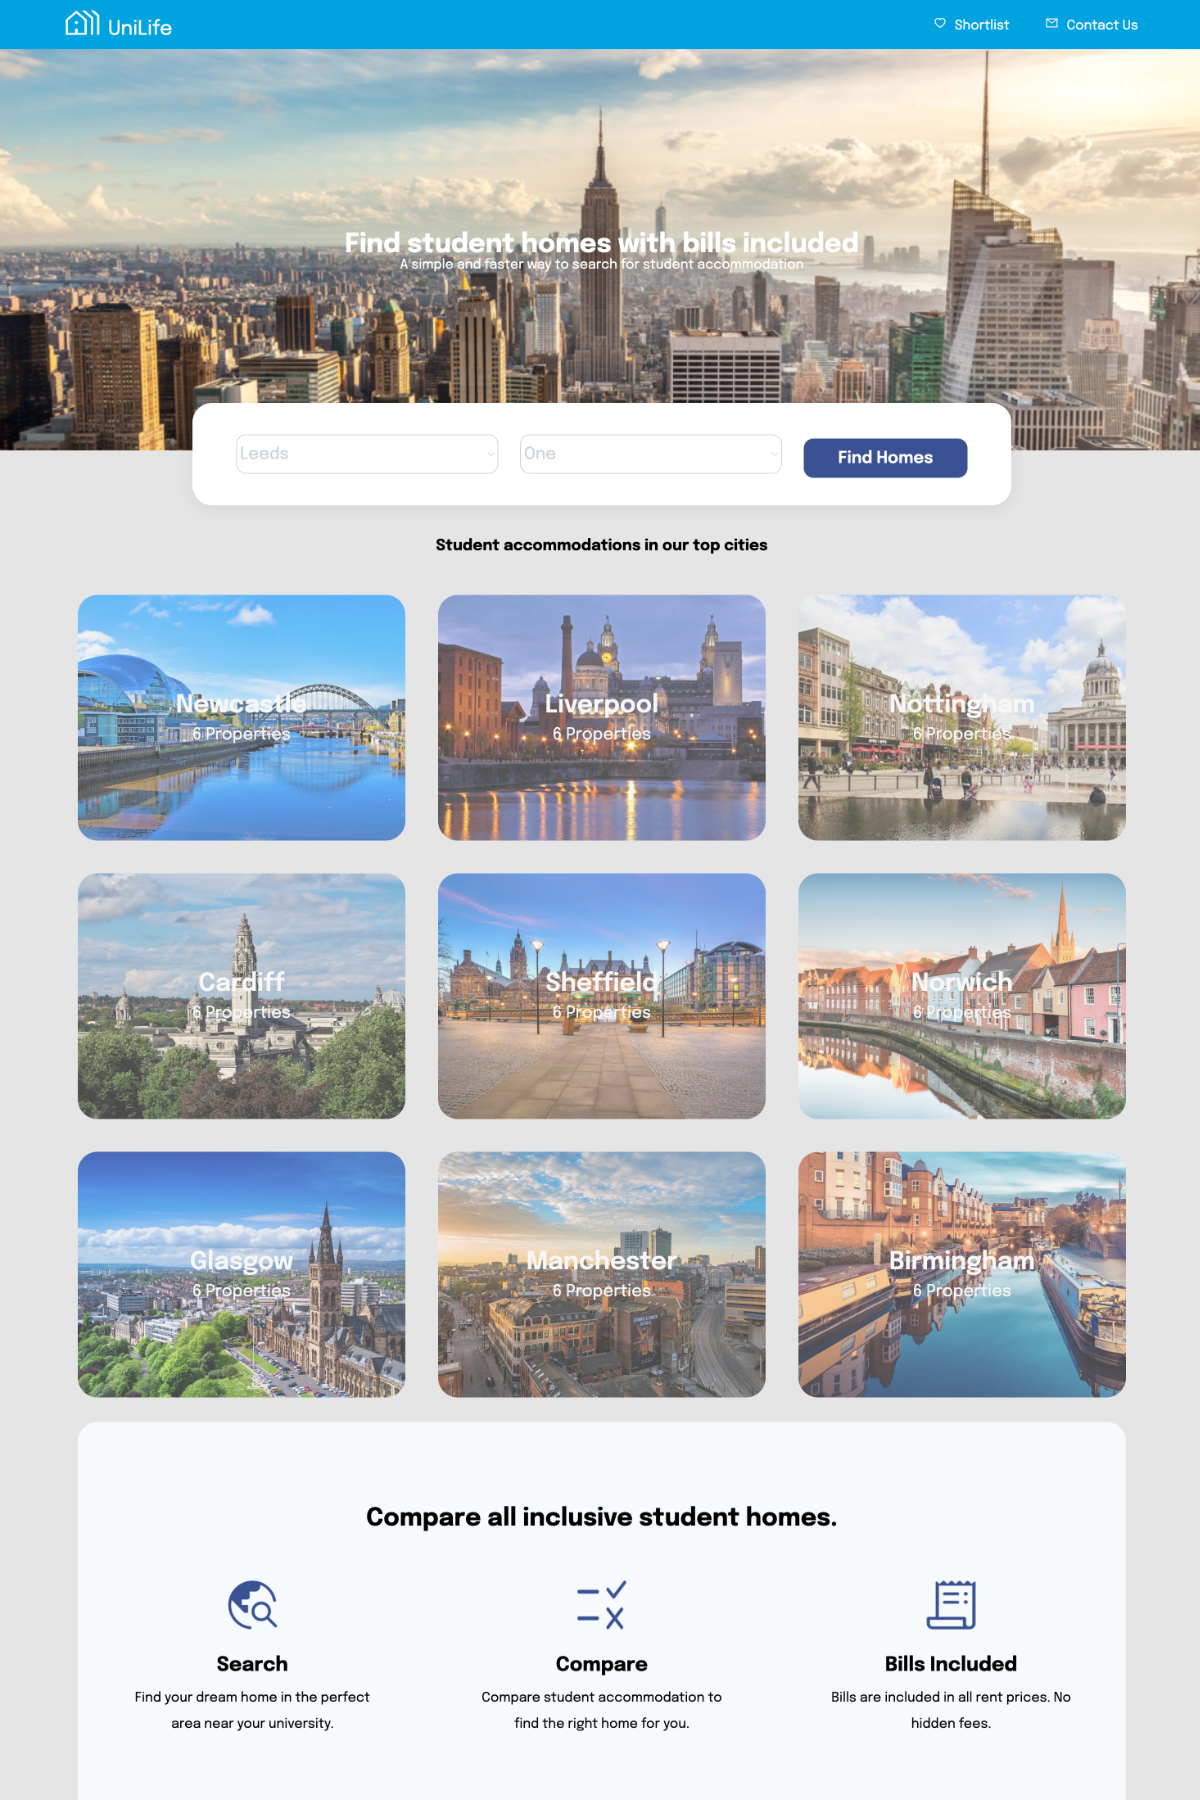 UniLife
Shortlist
Contact Us
Find student homes with bills included
A simple and faster way to search for student accommodation
Leeds
One
Find Homes
Student accommodations in our top cities
Newcastle
6 Properties
Liverpool
6 Properties
Nottingham
6 Properties
Cardiff
6 Properties
Sheffield
6 Properties
Norwich
6 Properties
Glasgow
6 Properties
Manchester
6 Properties
Birmingham
6 Properties
Compare all inclusive student homes.
Search
Find your dream home in the perfect
area near your university.
Compare
Compare student accommodation to
find the right home for you.
Bills Included
Bills are included in all rent prices. No
hidden fees.